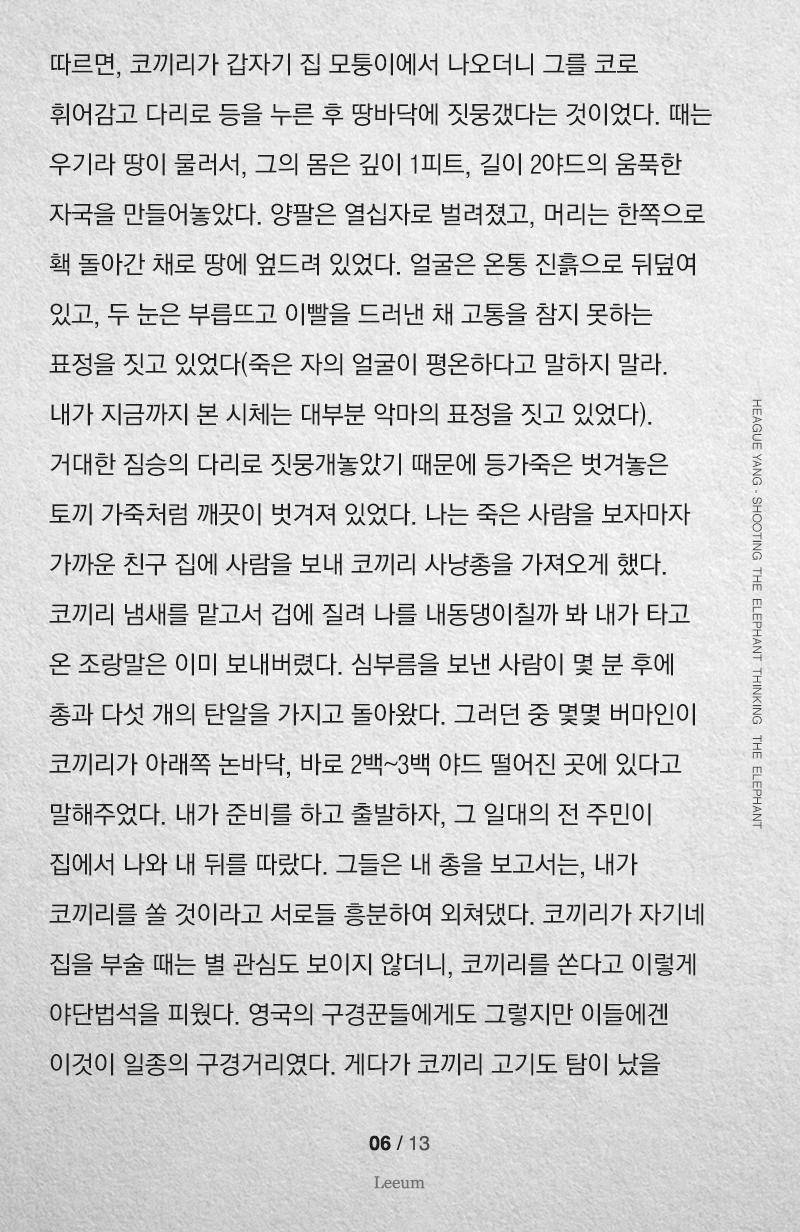 따르면, 코끼리가 갑자기 집 모퉁이에서 나오더니 그를 코로
휘어감고 다리로 등을 누른 후 땅바닥에 짓뭉갰다는 것이었다. 때는
우기라 땅이 물러서, 그의 몸은 깊이 1피트, 길이 2야드의 움푹한
자국을 만들어놓았다. 양팔은 열십자로 벌려졌고, 머리는 한쪽으로
홱 돌아간 채로 땅에 엎드려 있었다. 얼굴은 온통 진흙으로 뒤덮여
있고, 두 눈은 부릅뜨고 이빨을 드러낸 채 고통을 참지 못하는
표정을 짓고 있었다(죽은 자의 얼굴이 평온하다고 말하지 말라.
내가 지금까지 본 시체는 대부분 악마의 표정을 짓고 있었다).
거대한 짐승의 다리로 짓뭉개놓았기 때문에 등가죽은 벗겨놓은
토끼 가죽처럼 깨끗이 벗겨져 있었다. 나는 죽은 사람을 보자마자
가까운 친구 집에 사람을 보내 코끼리 사냥총을 가져오게 했다.
코끼리 냄새를 맡고서 겁에 질려 나를 내동댕이칠까 봐 내가 타고
온 조랑말은 이미 보내버렸다. 심부름을 보낸 사람이 몇 분 후에
총과 다섯 개의 탄알을 가지고 돌아왔다. 그러던 중 몇몇 버마인이
코끼리가 아래쪽 논바닥, 바로 2백~3백 야드 떨어진 곳에 있다고
말해주었다. 내가 준비를 하고 출발하자, 그 일대의 전 주민이
집에서 나와 내 뒤를 따랐다. 그들은 내 총을 보고서는, 내가
코끼리를 쏠 것이라고 서로들 흥분하여 외쳐댔다. 코끼리가 자기네
집을 부술 때는 별 관심도 보이지 않더니, 코끼리를 쏜다고 이렇게
야단법석을 피웠다. 영국의 구경꾼들에게도 그렇지만 이들에겐
이것이 일종의 구경거리였다. 게다가 코끼리 고기도 탐이 났을
HEAGUE YANG - SHOOTING THE ELEPHANT THINKING THE ELEPHANT
06 / 13
Leeum